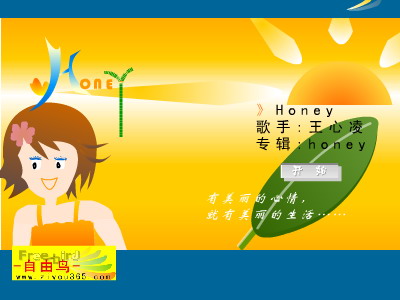 HONEY
》Honey
歌手:王心凌
专辑:honey
开 始
有美丽的心情,
就有美丽的生活……
Free bird
-自由鸟-
www.ziyou365.com